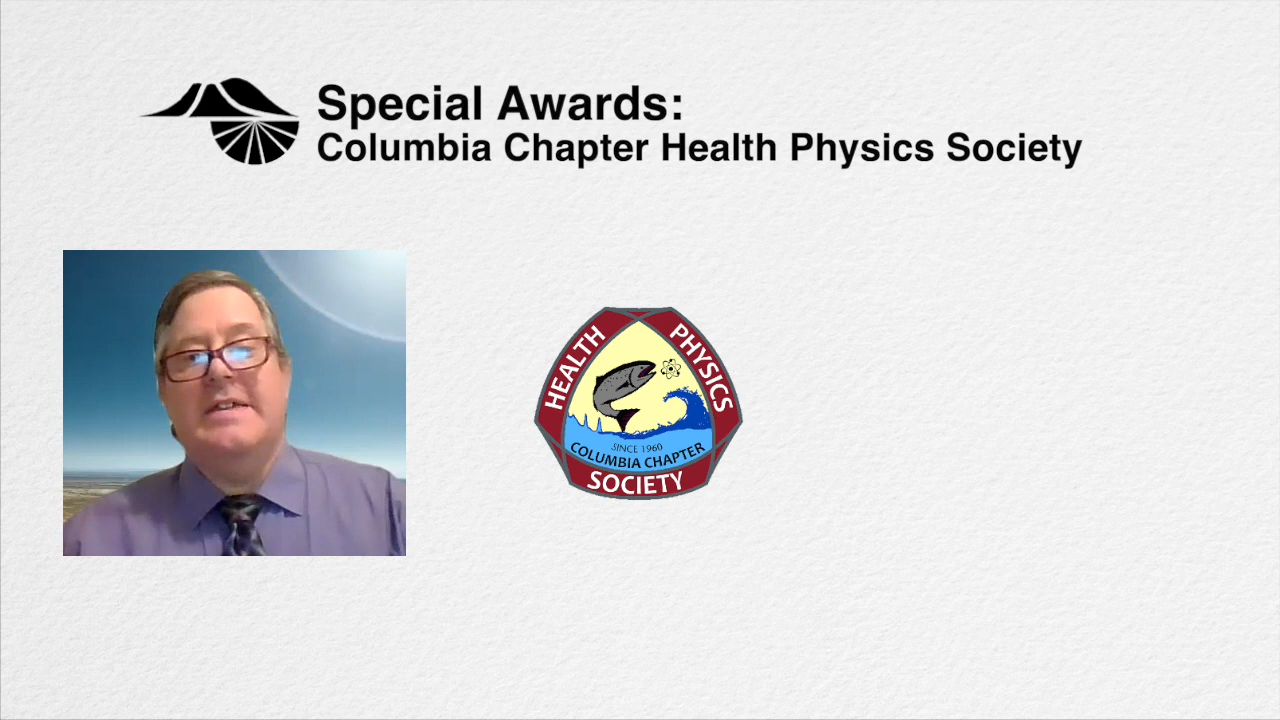 Special Awards:
Columbia Chapter Health Physics Society
HEALTH
PHYSICS
SINCE 1960
COLUMBIA CHAPTER
SOCIETY